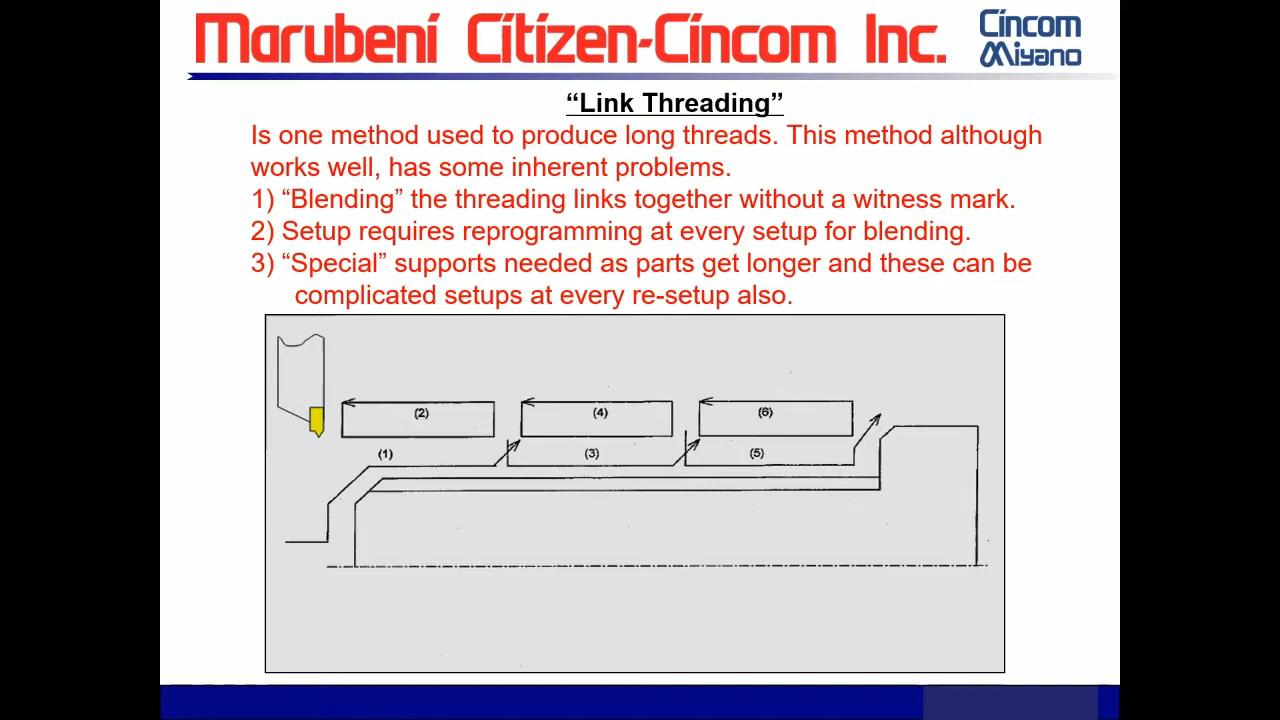 Marubeni Citizen-Cincom Inc.
Cincom
Miyano
“Link Threading”
Is one method used to produce long threads. This method although
works well, has some inherent problems.
1) “Blending” the threading links together without a witness mark.
2) Setup requires reprogramming at every setup for blending.
3) “Special” supports needed as parts get longer and these can be
complicated setups at every re-setup also.
(2) (4) (6)
(1) (3) (5)